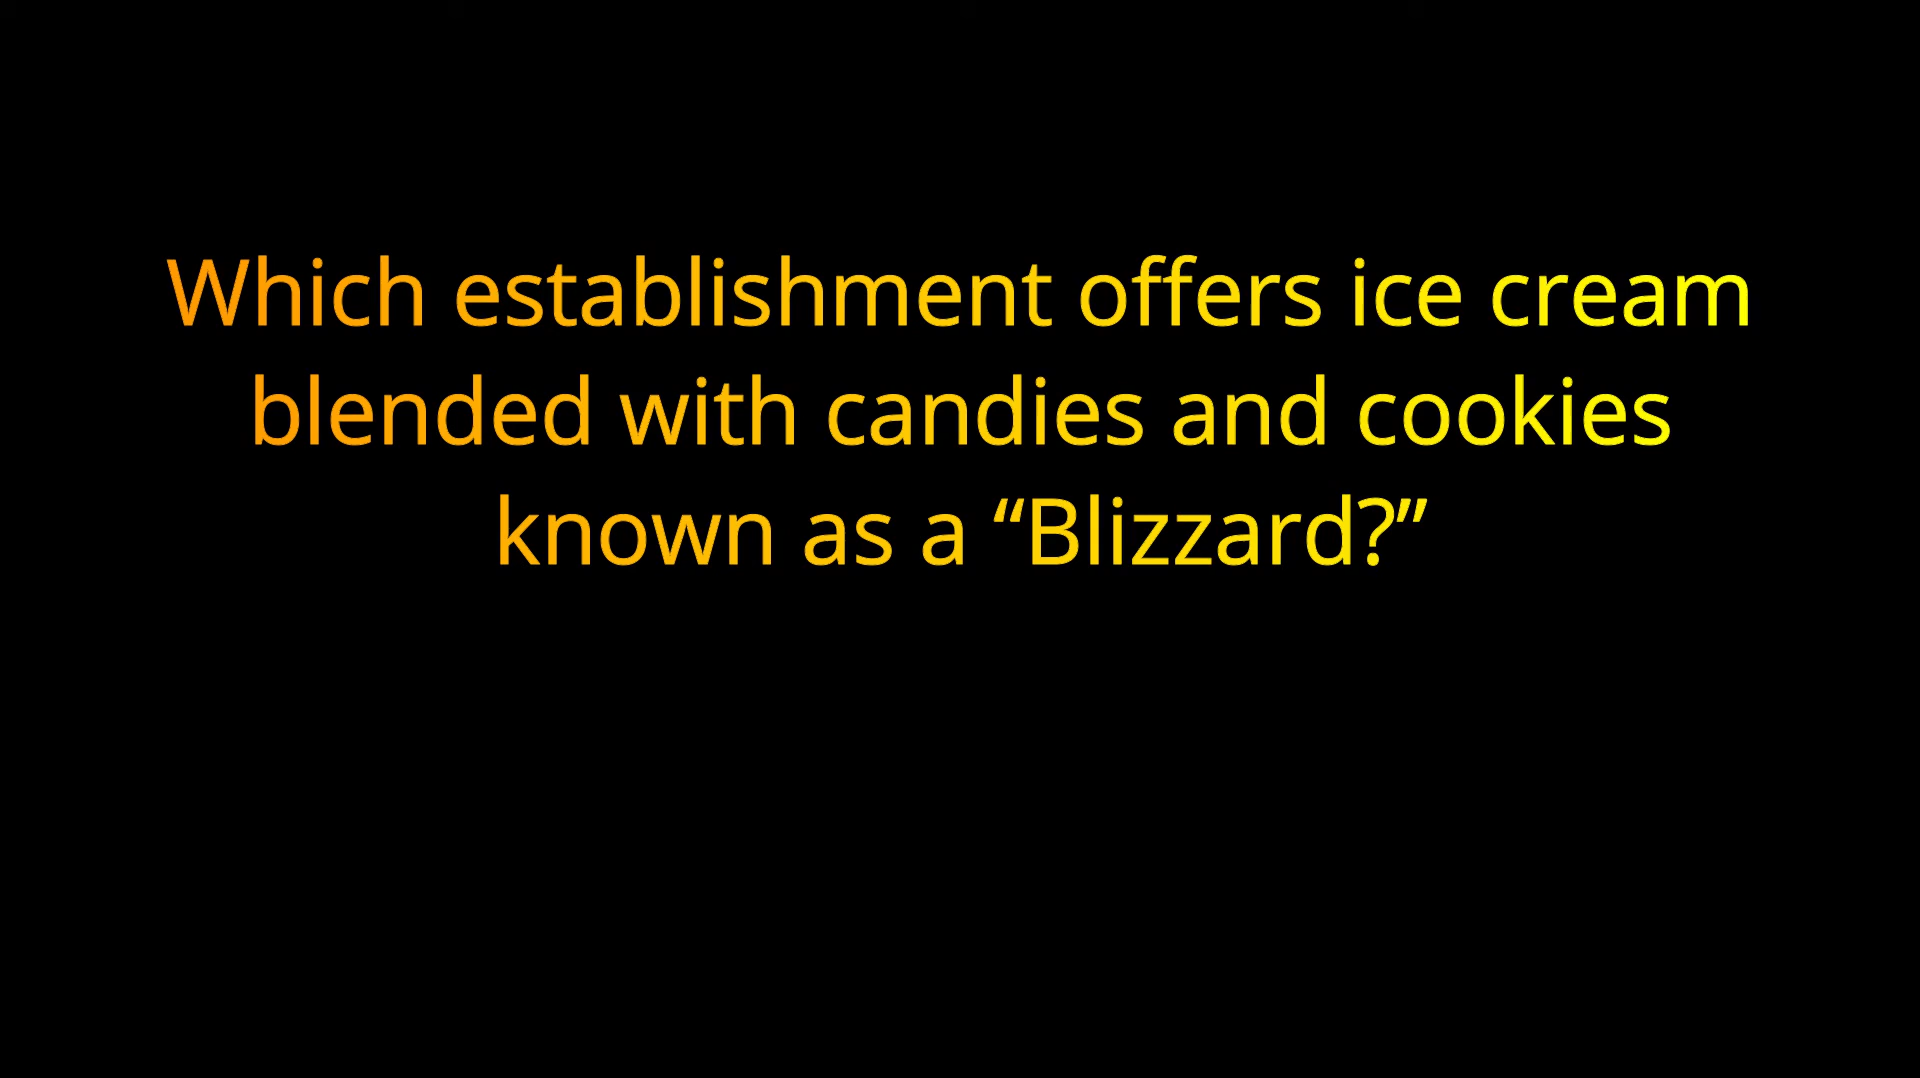 Which establishment offers ice cream
blended with candies and cookies
known as a “Blizzard?”